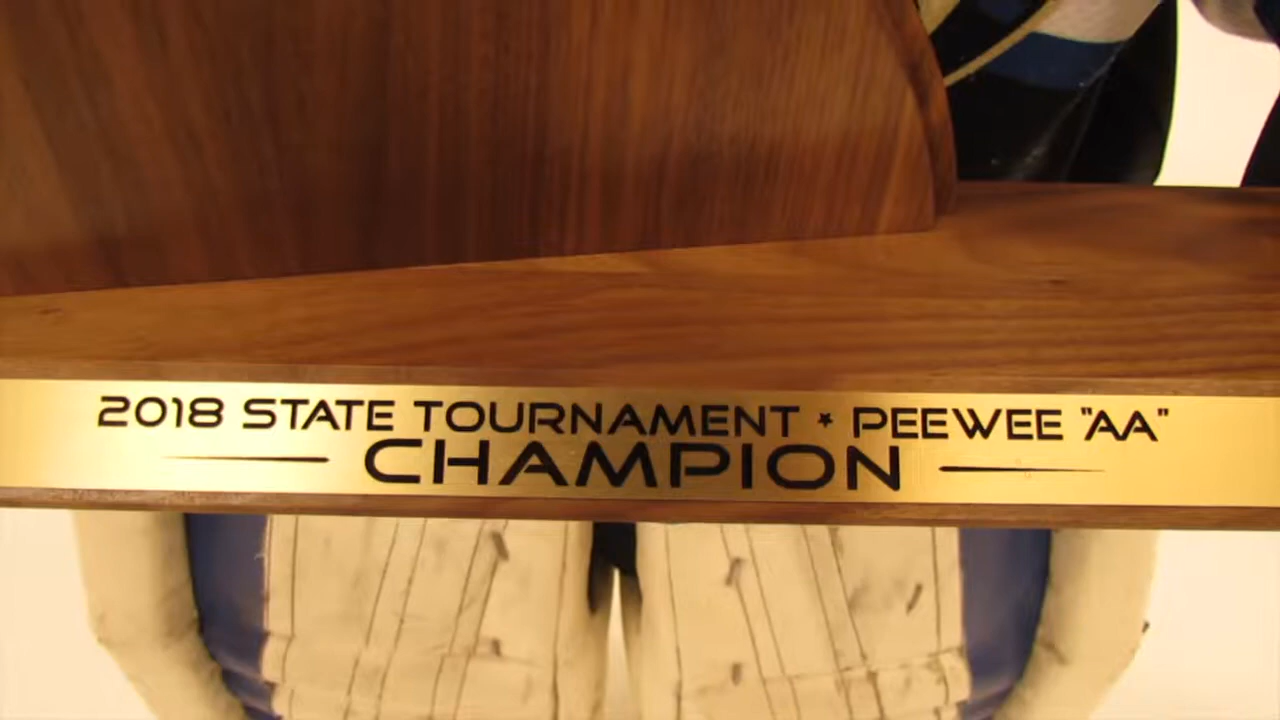 2018 STATE TOURNAMENT ★ PEEWEE "AA"
CHAMPION